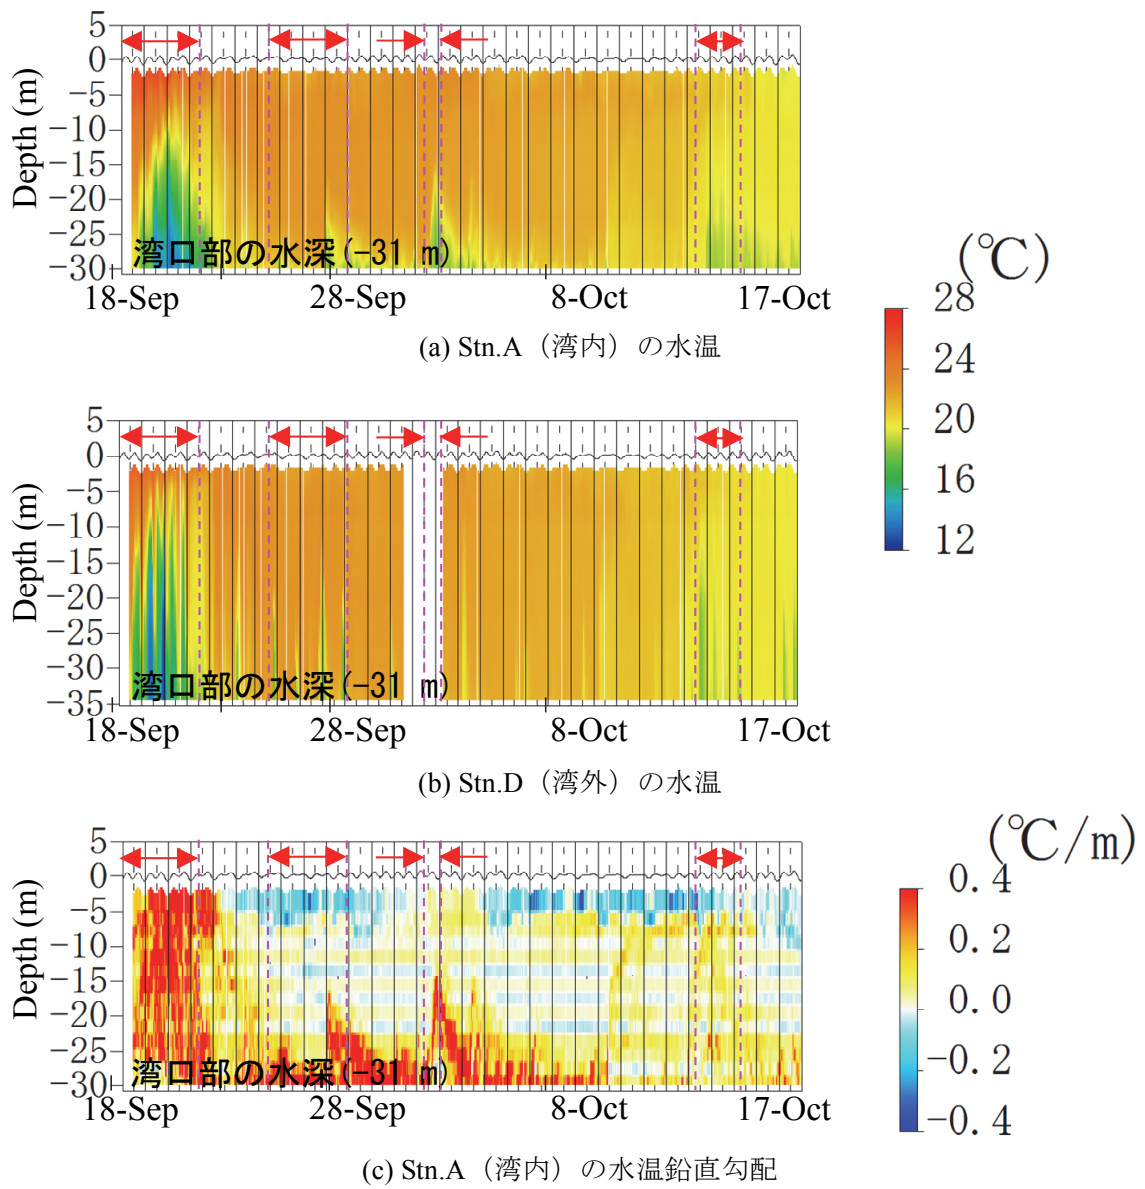 5
0
−5
−10
−15
−20
−25
−30
Depth (m)
湾口部の水深(−31 m)
18-Sep 28-Sep 8-Oct 17-Oct
(a) Stn.A（湾内）の水温
(℃)
28
24
20
16
12
5
0
−5
−10
−15
−20
−25
−30
−35
Depth (m)
湾口部の水深(−31 m)
18-Sep 28-Sep 8-Oct 17-Oct
(b) Stn.D（湾外）の水温
5
0
−5
−10
−15
−20
−25
−30
Depth (m)
湾口部の水深(−31 m)
18-Sep 28-Sep 8-Oct 17-Oct
(℃/m)
0.4
0.2
0.0
−0.2
−0.4
(c) Stn.A（湾内）の水温鉛直勾配